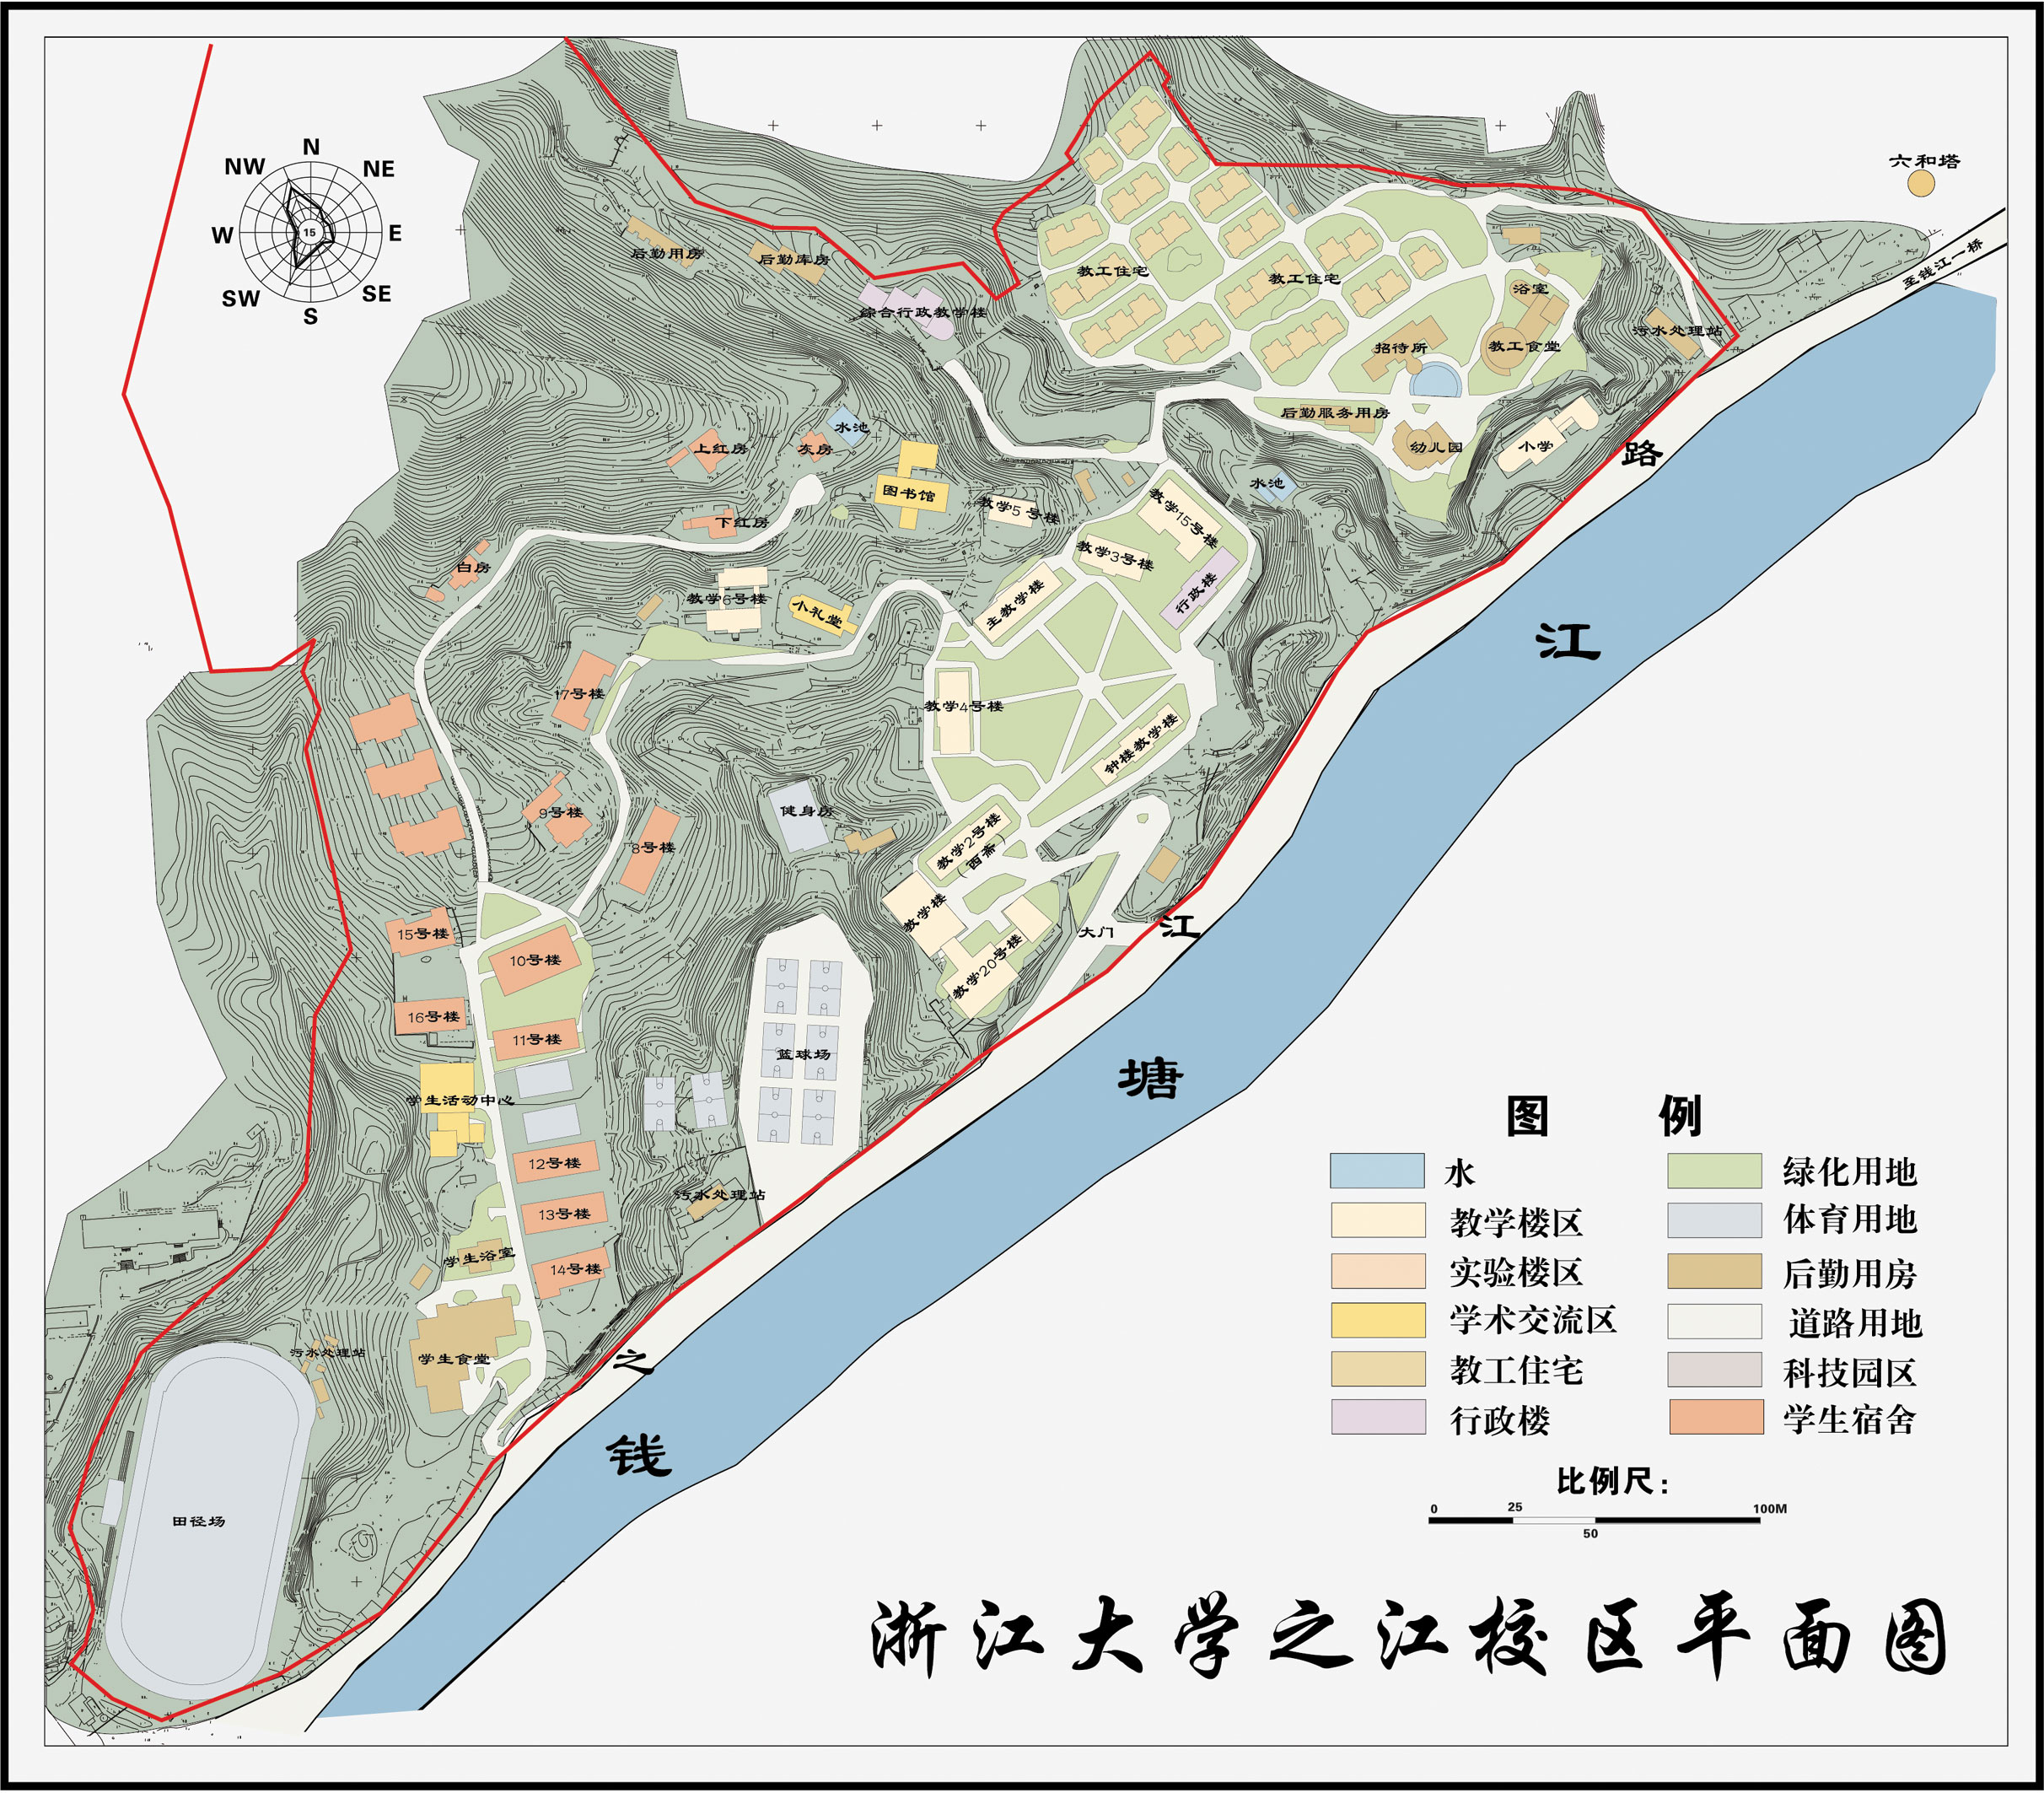 N
NW
NE
W
15
E
SW
SE
S
六和塔
至钱江一桥
后勤用房
后勤库房
综合行政教学楼
教工住宅
教工住宅
浴室
污水处理站
招待所
教工食堂
后勤服务用房
幼儿园
小学
路
水池
上红房
灰房
图书馆
水池
教学5号楼
教学15号楼
下红房
教学3号楼
白房
教学6号楼
小礼堂
主教学楼
行政楼
江
17号楼
教学4号楼
钟楼教学楼
9号楼
8号楼
健身房
教学2号楼
（西斋）
教学楼
15号楼
10号楼
大门
江
教学20号楼
16号楼
11号楼
蓝球场
塘
学生活动中心
12号楼
污水处理站
13号楼
学生浴室
14号楼
污水处理站
学生食堂
之
钱
田径场
图 例
水
绿化用地
教学楼区
体育用地
实验楼区
后勤用房
学术交流区
道路用地
教工住宅
科技园区
行政楼
学生宿舍
比例尺：
0 25 100M
50
浙江大学之江校区平面图